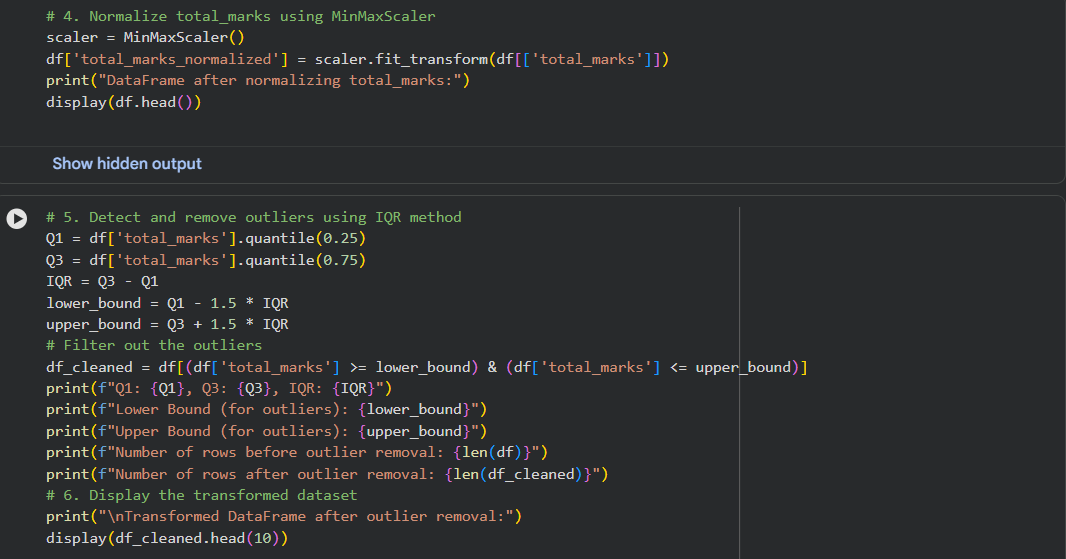 # 4. Normalize total_marks using MinMaxScaler
scaler = MinMaxScaler()
df['total_marks_normalized'] = scaler.fit_transform(df[['total_marks']])
print("DataFrame after normalizing total_marks:")
display(df.head())
Show hidden output
# 5. Detect and remove outliers using IQR method
Q1 = df['total_marks'].quantile(0.25)
Q3 = df['total_marks'].quantile(0.75)
IQR = Q3 - Q1
lower_bound = Q1 - 1.5 * IQR
upper_bound = Q3 + 1.5 * IQR
# Filter out the outliers
df_cleaned = df[(df['total_marks'] >= lower_bound) & (df['total_marks'] <= upper_bound)]
print(f"Q1: {Q1}, Q3: {Q3}, IQR: {IQR}")
print(f"Lower Bound (for outliers): {lower_bound}")
print(f"Upper Bound (for outliers): {upper_bound}")
print(f"Number of rows before outlier removal: {len(df)}")
print(f"Number of rows after outlier removal: {len(df_cleaned)}")
# 6. Display the transformed dataset
print("\nTransformed DataFrame after outlier removal:")
display(df_cleaned.head(10))